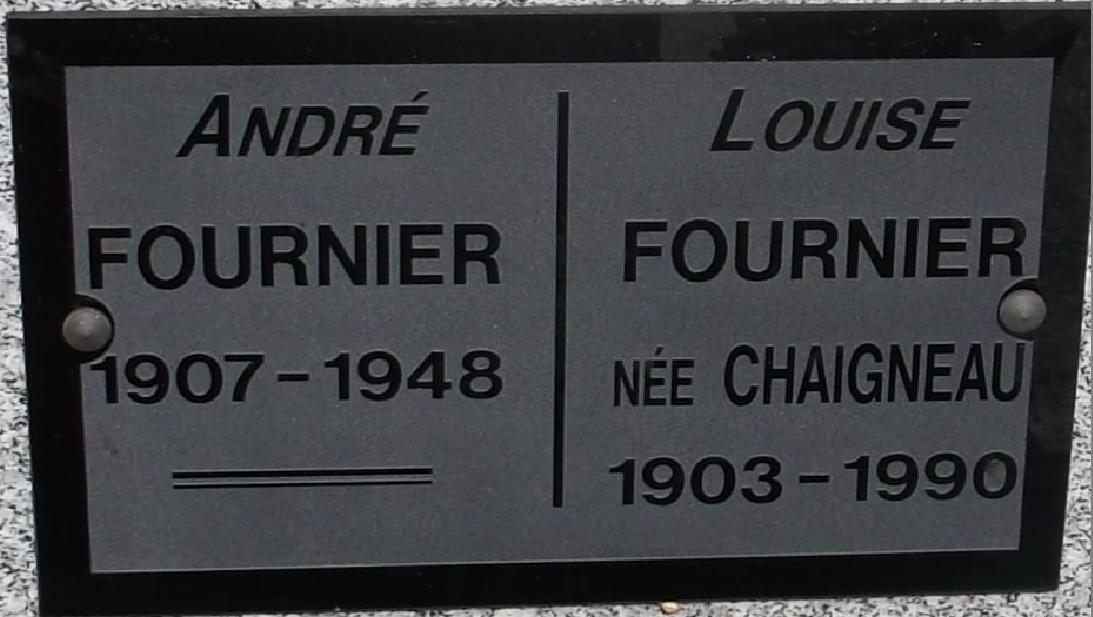 ANDRÉ
FOURNIER
1907-1948
LOUISE
FOURNIER
NÉE CHAIGNEAU
1903-1990